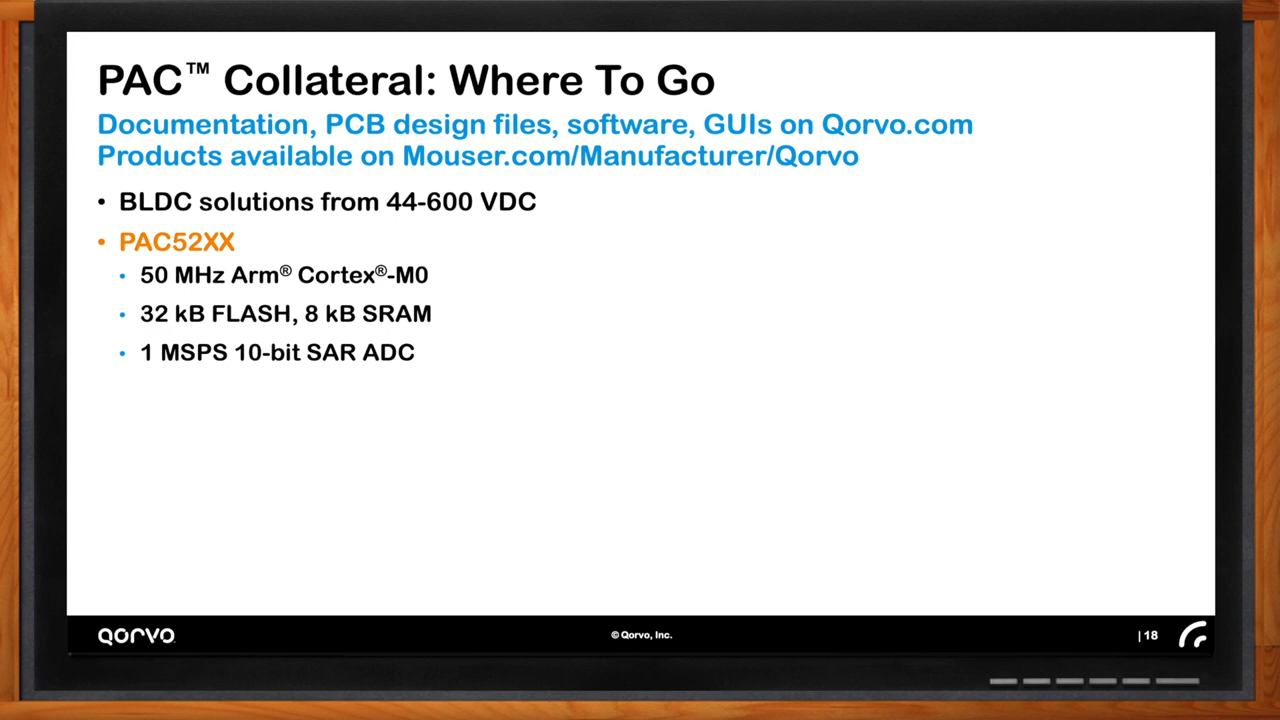 PAC™ Collateral: Where To Go
Documentation, PCB design files, software, GUIs on Qorvo.com
Products available on Mouser.com/Manufacturer/Qorvo
• BLDC solutions from 44-600 VDC
• PAC52XX
• 50 MHz Arm® Cortex®-M0
• 32 kB FLASH, 8 kB SRAM
• 1 MSPS 10-bit SAR ADC
QORVO
© Qorvo, Inc.
| 18